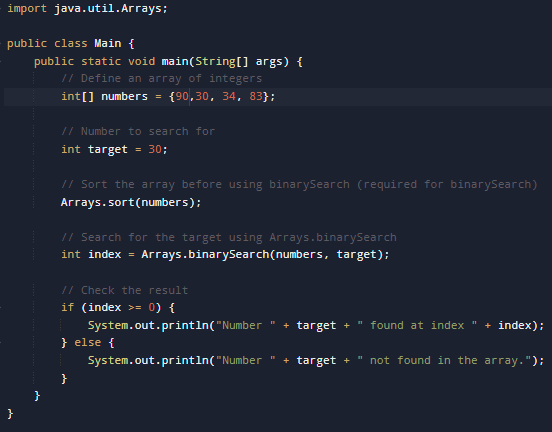 import java.util.Arrays;
public class Main {
public static void main(String[] args) {
// Define an array of integers
int[] numbers = {90,30, 34, 83};
// Number to search for
int target = 30;
// Sort the array before using binarySearch (required for binarySearch)
Arrays.sort(numbers);
// Search for the target using Arrays.binarySearch
int index = Arrays.binarySearch(numbers, target);
// Check the result
if (index >= 0) {
System.out.println("Number " + target + " found at index " + index);
} else {
System.out.println("Number " + target + " not found in the array.");
}
}
}